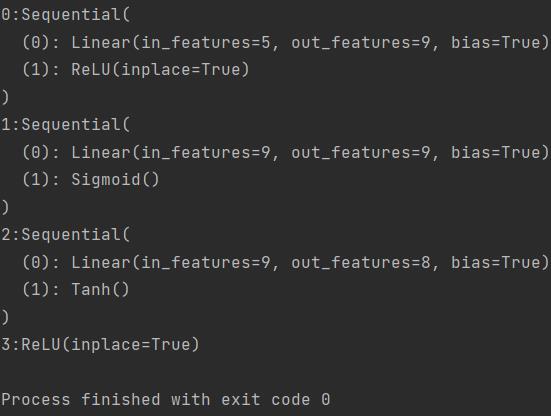 0:Sequential(
  (0): Linear(in_features=5, out_features=9, bias=True)
  (1): ReLU(inplace=True)
)
1:Sequential(
  (0): Linear(in_features=9, out_features=9, bias=True)
  (1): Sigmoid()
)
2:Sequential(
  (0): Linear(in_features=9, out_features=8, bias=True)
  (1): Tanh()
)
3:ReLU(inplace=True)

Process finished with exit code 0